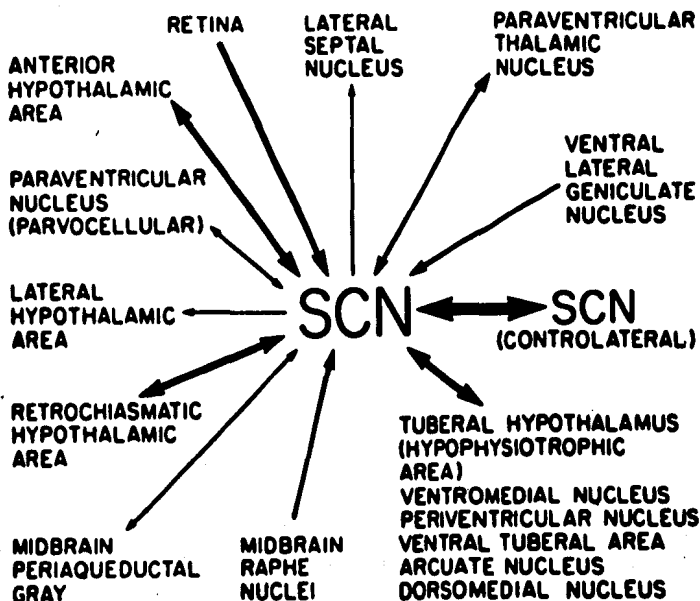 RETINA
LATERAL
SEPTAL
NUCLEUS
PARAVENTRICULAR
THALAMIC
NUCLEUS
ANTERIOR
HYPOTHALAMIC
AREA
VENTRAL
LATERAL
GENICULATE
NUCLEUS
PARAVENTRICULAR
NUCLEUS
(PARVOCELLULAR)
LATERAL
HYPOTHALAMIC
AREA
SCN
SCN
(CONTROLATERAL)
RETROCHIASMATIC
HYPOTHALAMIC
AREA
TUBERAL HYPOTHALAMUS
(HYPOPHYSIOTROPHIC
AREA)
VENTROMEDIAL NUCLEUS
PERIVENTRICULAR NUCLEUS
VENTRAL TUBERAL AREA
ARCUATE NUCLEUS
DORSOMEDIAL NUCLEUS
MIDBRAIN
PERIAQUEDUCTAL
GRAY
MIDBRAIN
RAPHE
NUCLEI